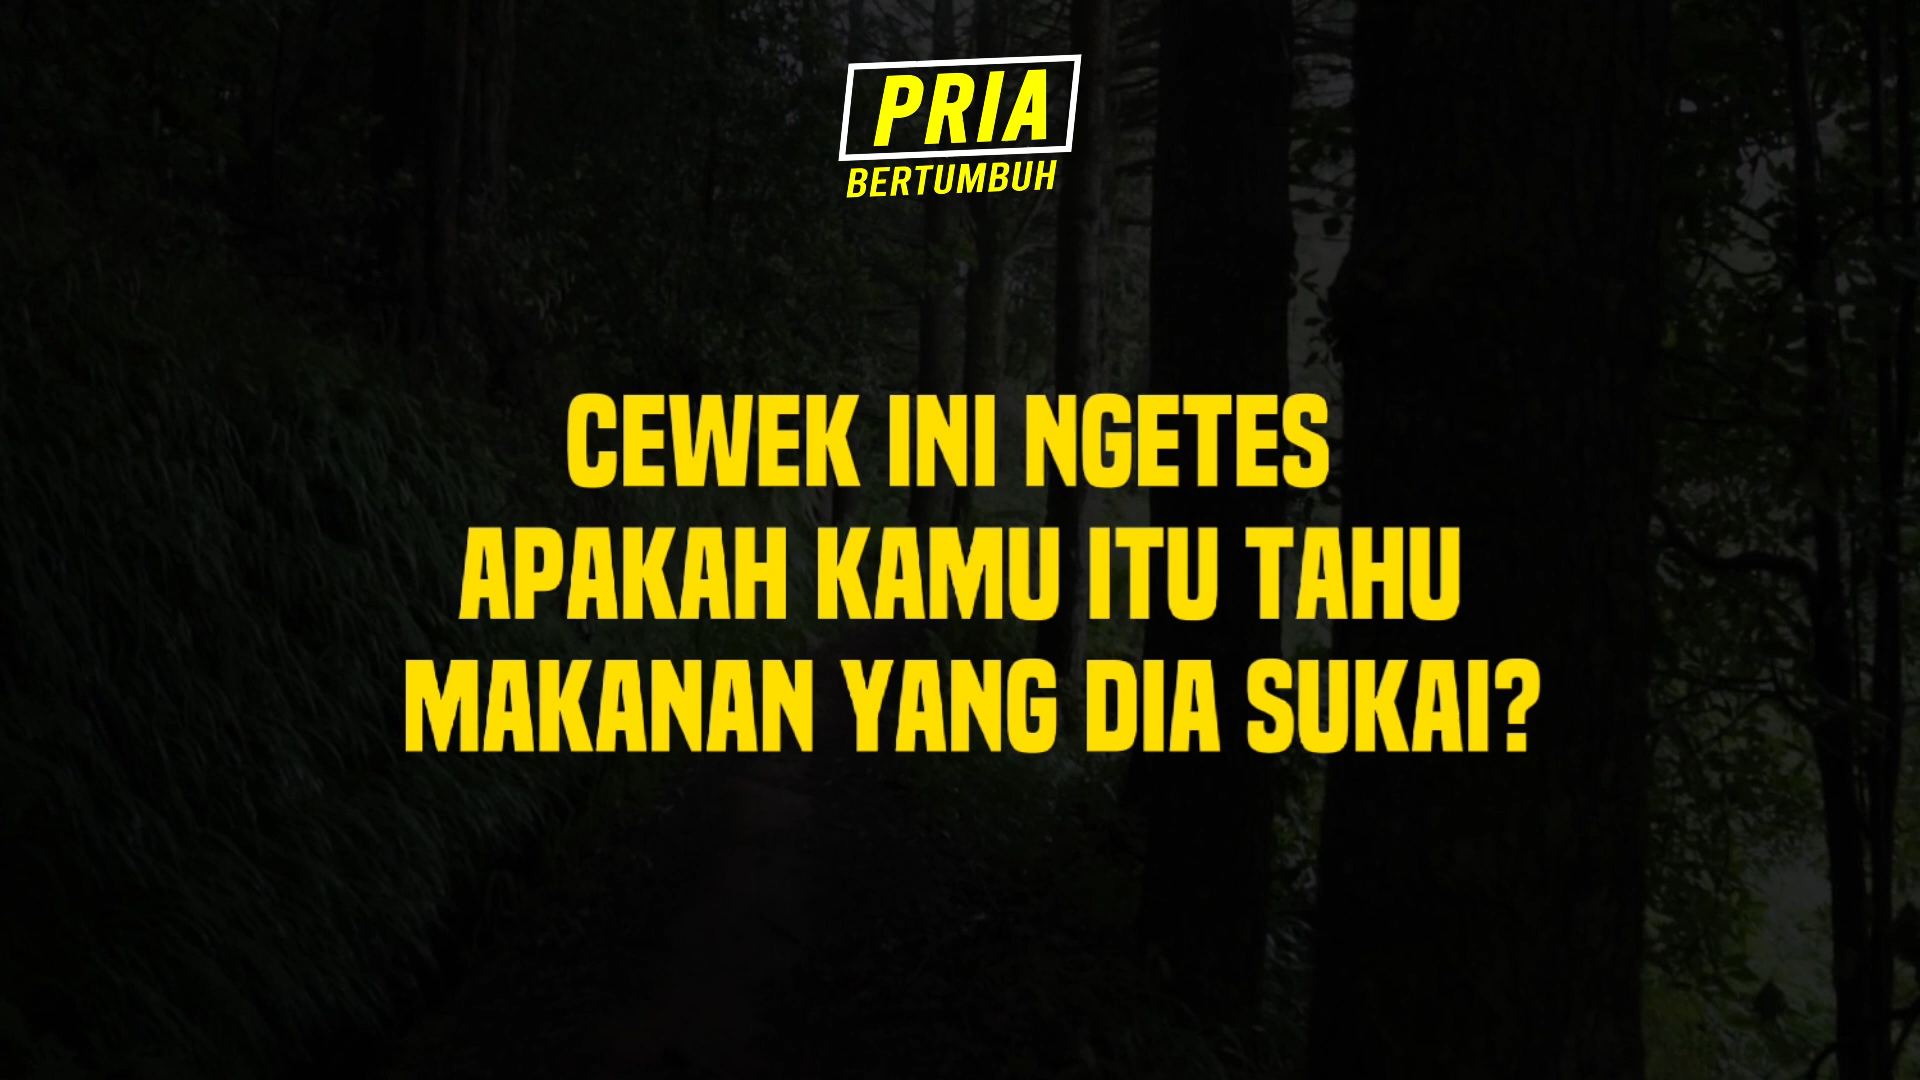 PRIA
BERTUMBUH
CEWEK INI NGETES
APAKAH KAMU ITU TAHU
MAKANAN YANG DIA SUKAI?